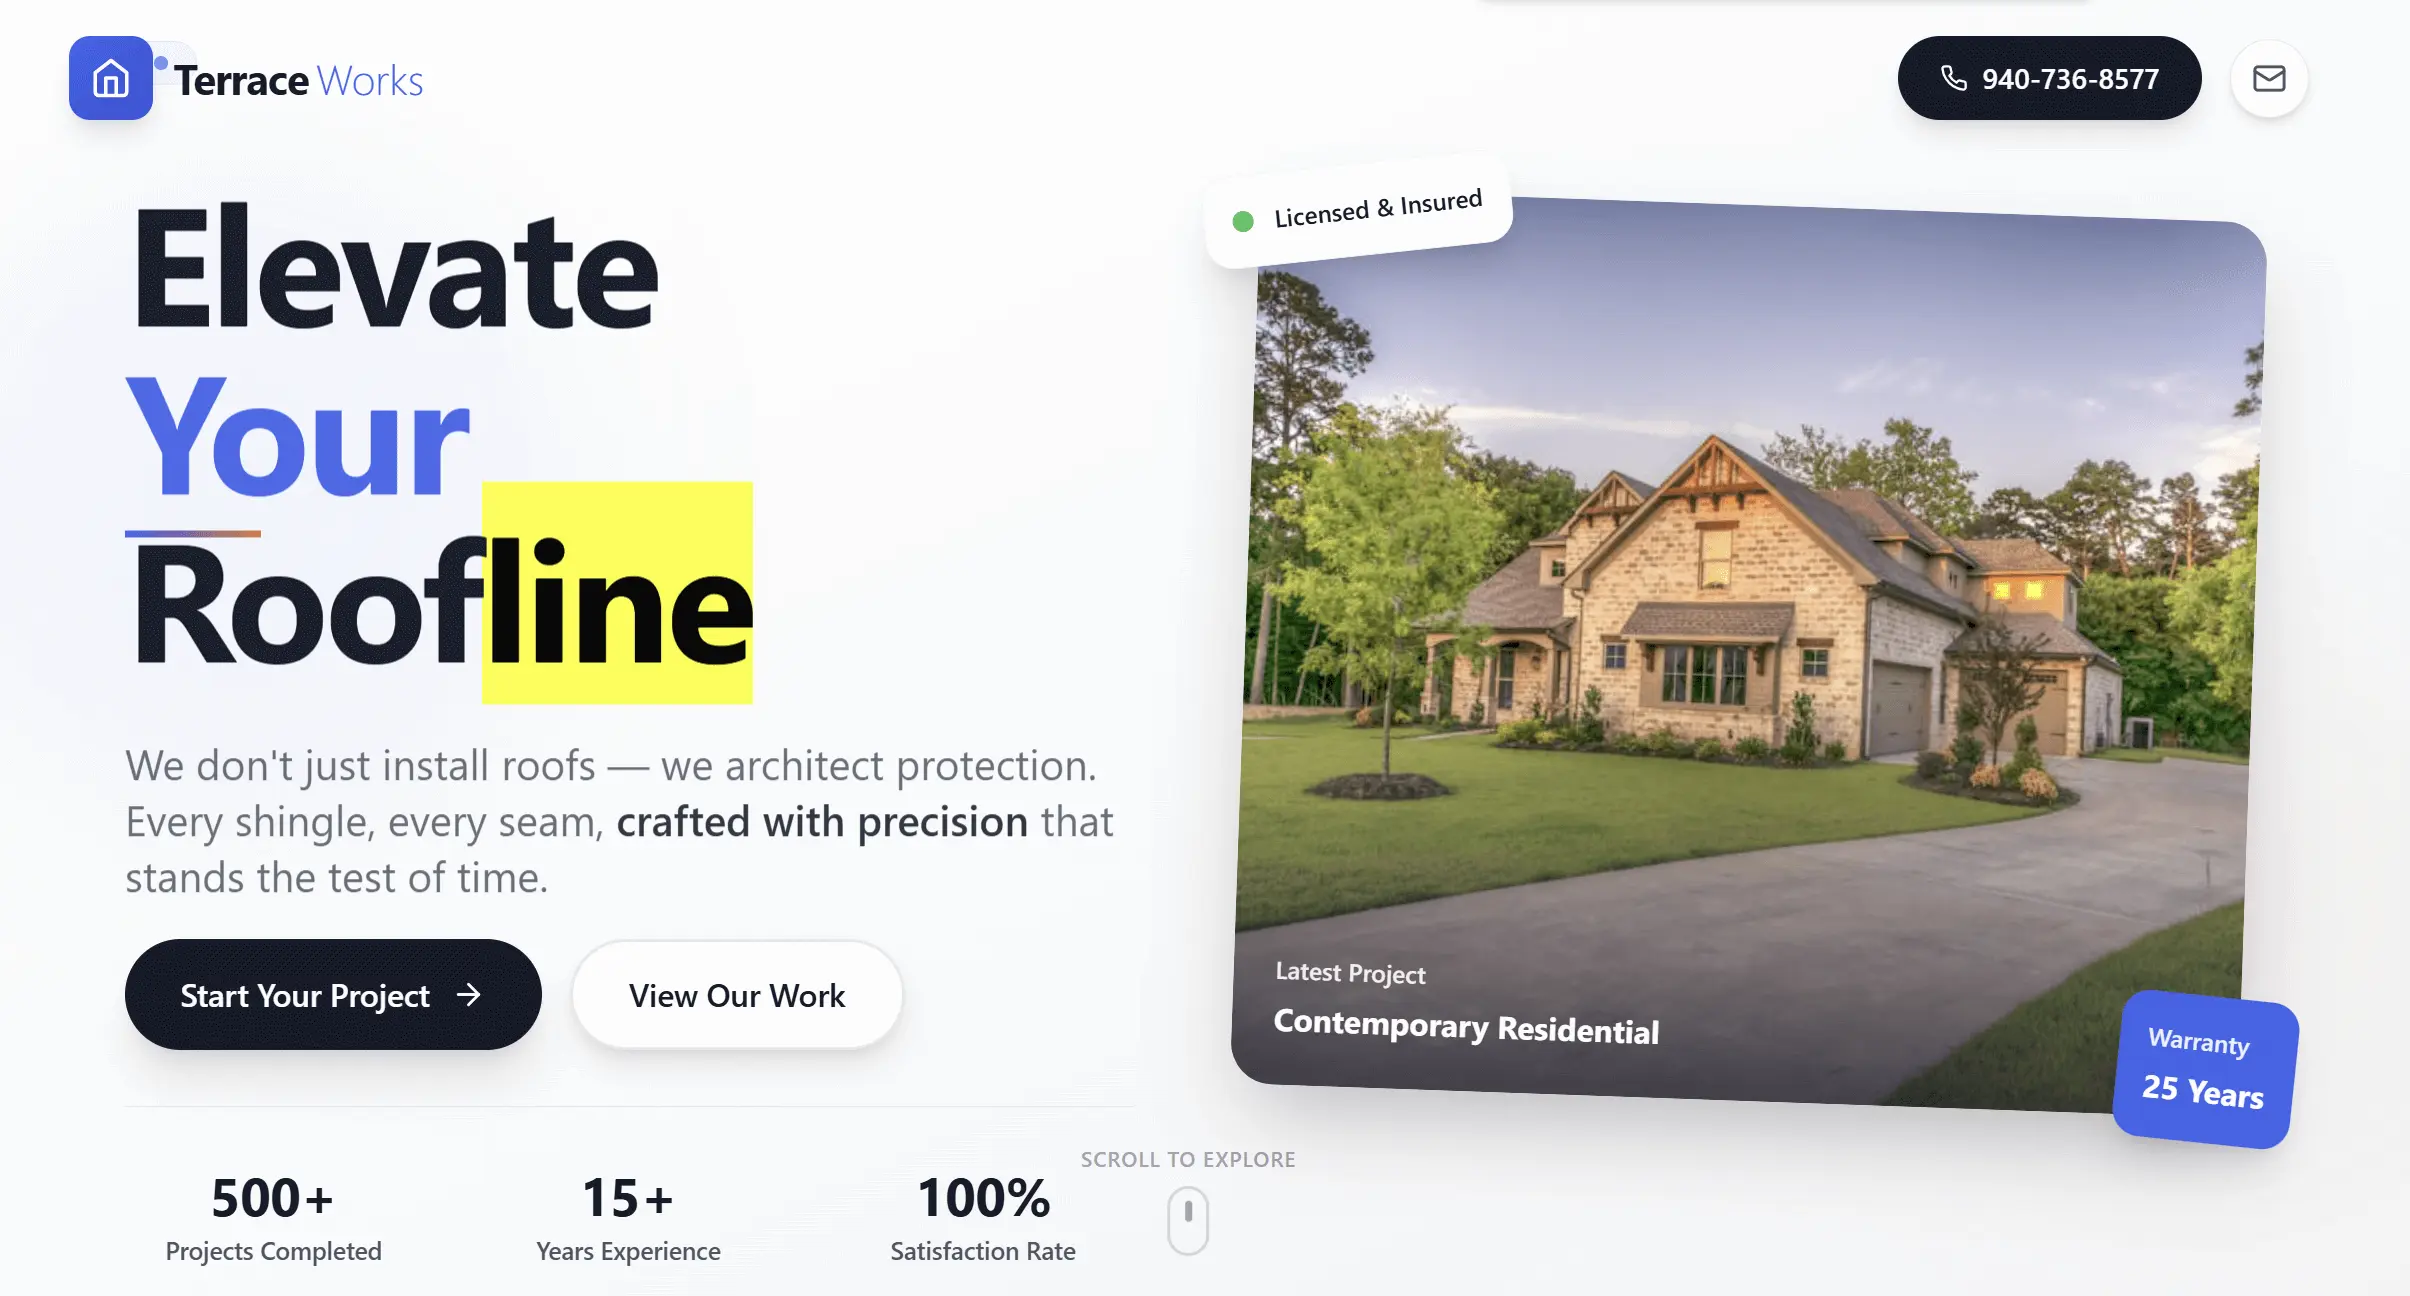 Terrace Works
940-736-8577
Elevate
Your
Roofline
We don't just install roofs — we architect protection.
Every shingle, every seam, crafted with precision that
stands the test of time.
Start Your Project
View Our Work
500+
Projects Completed
15+
Years Experience
100%
Satisfaction Rate
SCROLL TO EXPLORE
Licensed & Insured
Latest Project
Contemporary Residential
Warranty
25 Years